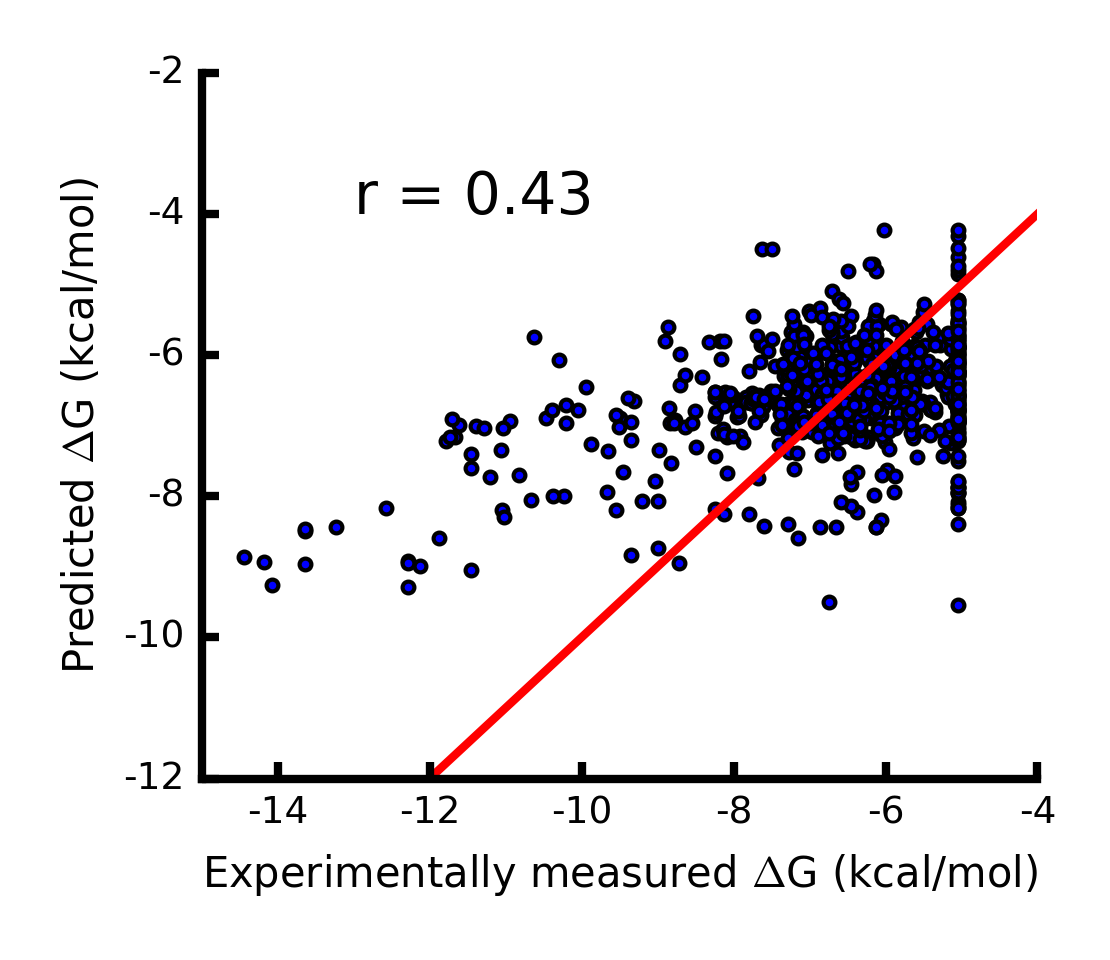 -2
r = 0.43
-4
-6
-8
-10
-12
Predicted ΔG (kcal/mol)
-14 -12 -10 -8 -6 -4
Experimentally measured ΔG (kcal/mol)